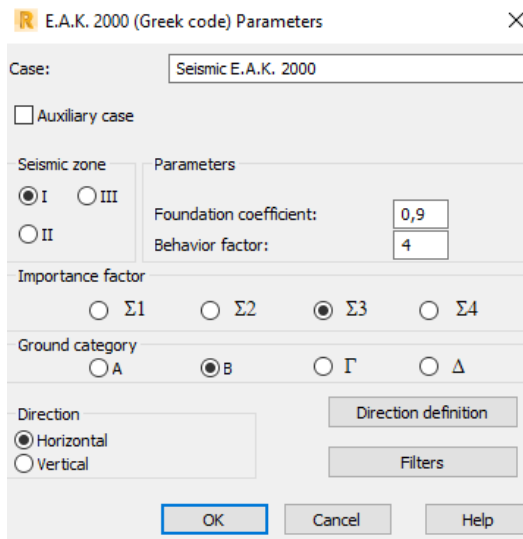 E.A.K. 2000 (Greek code) Parameters
Case: Seismic E.A.K. 2000
Auxiliary case
Seismic zone
I III
II
Parameters
Foundation coefficient: 0,9
Behavior factor: 4
Importance factor
Σ1 Σ2 Σ3 Σ4
Ground category
A B Γ Δ
Direction
Horizontal
Vertical
Direction definition
Filters
OK Cancel Help